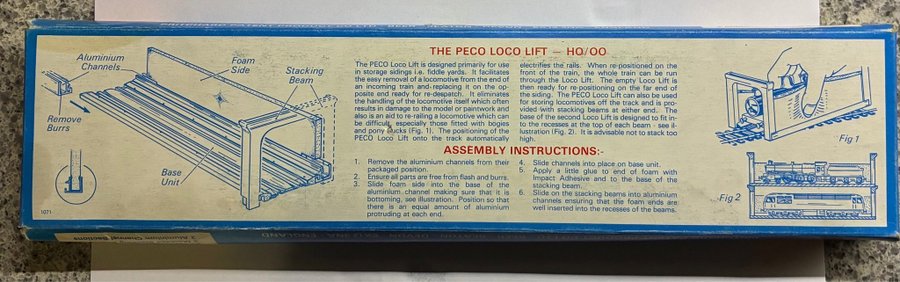 THE PECO LOCO LIFT — HO/OO
Aluminium
Channels
Foam
Side
Stacking
Beam
Remove
Burrs
Base
Unit
1071
The PECO Loco Lift is designed primarily for use
in storage sidings i.e. fiddle yards. It facilitates
the easy removal of a locomotive from the end of
an incoming train and replacing it on the op-
posite end ready for re-despatch. It eliminates
the handling of the locomotive itself which often
results in damage to the model or paintwork and
also is an aid to re-railing a locomotive which can
be difficult, especially those fitted with bogies
and pony trucks (Fig. 1). The positioning of the
PECO Loco Lift onto the track automatically
electrifies the rails. When re-positioned on the
front of the train, the whole train can be run
through the Loco Lift. The empty Loco Lift is
then ready for re-positioning on the far end of
the siding. The PECO Loco Lift can also be used
for storing locomotives off the track and is pro-
vided with stacking beams at either end. The
base of the second Loco Lift is designed to fit in-
to the recesses at the top of each beam - see il-
lustration (Fig. 2). It is advisable not to stack too
high.
ASSEMBLY INSTRUCTIONS:-
1. Remove the aluminium channels from their
packaged position.
2. Ensure all parts are free from flash and burrs.
3. Slide foam side into the base of the
aluminium channel making sure that it is
bottoming, see illustration. Position so that
there is an equal amount of aluminium
protruding at each end.
4. Slide channels into place on base unit.
5. Apply a little glue to end of foam with
Impact Adhesive and to the base of the
stacking beam.
6. Slide on the stacking beams into aluminium
channels ensuring that the foam ends are
well inserted into the recesses of the beams.
Fig 1
Fig 2
Aluminium Channel Sections